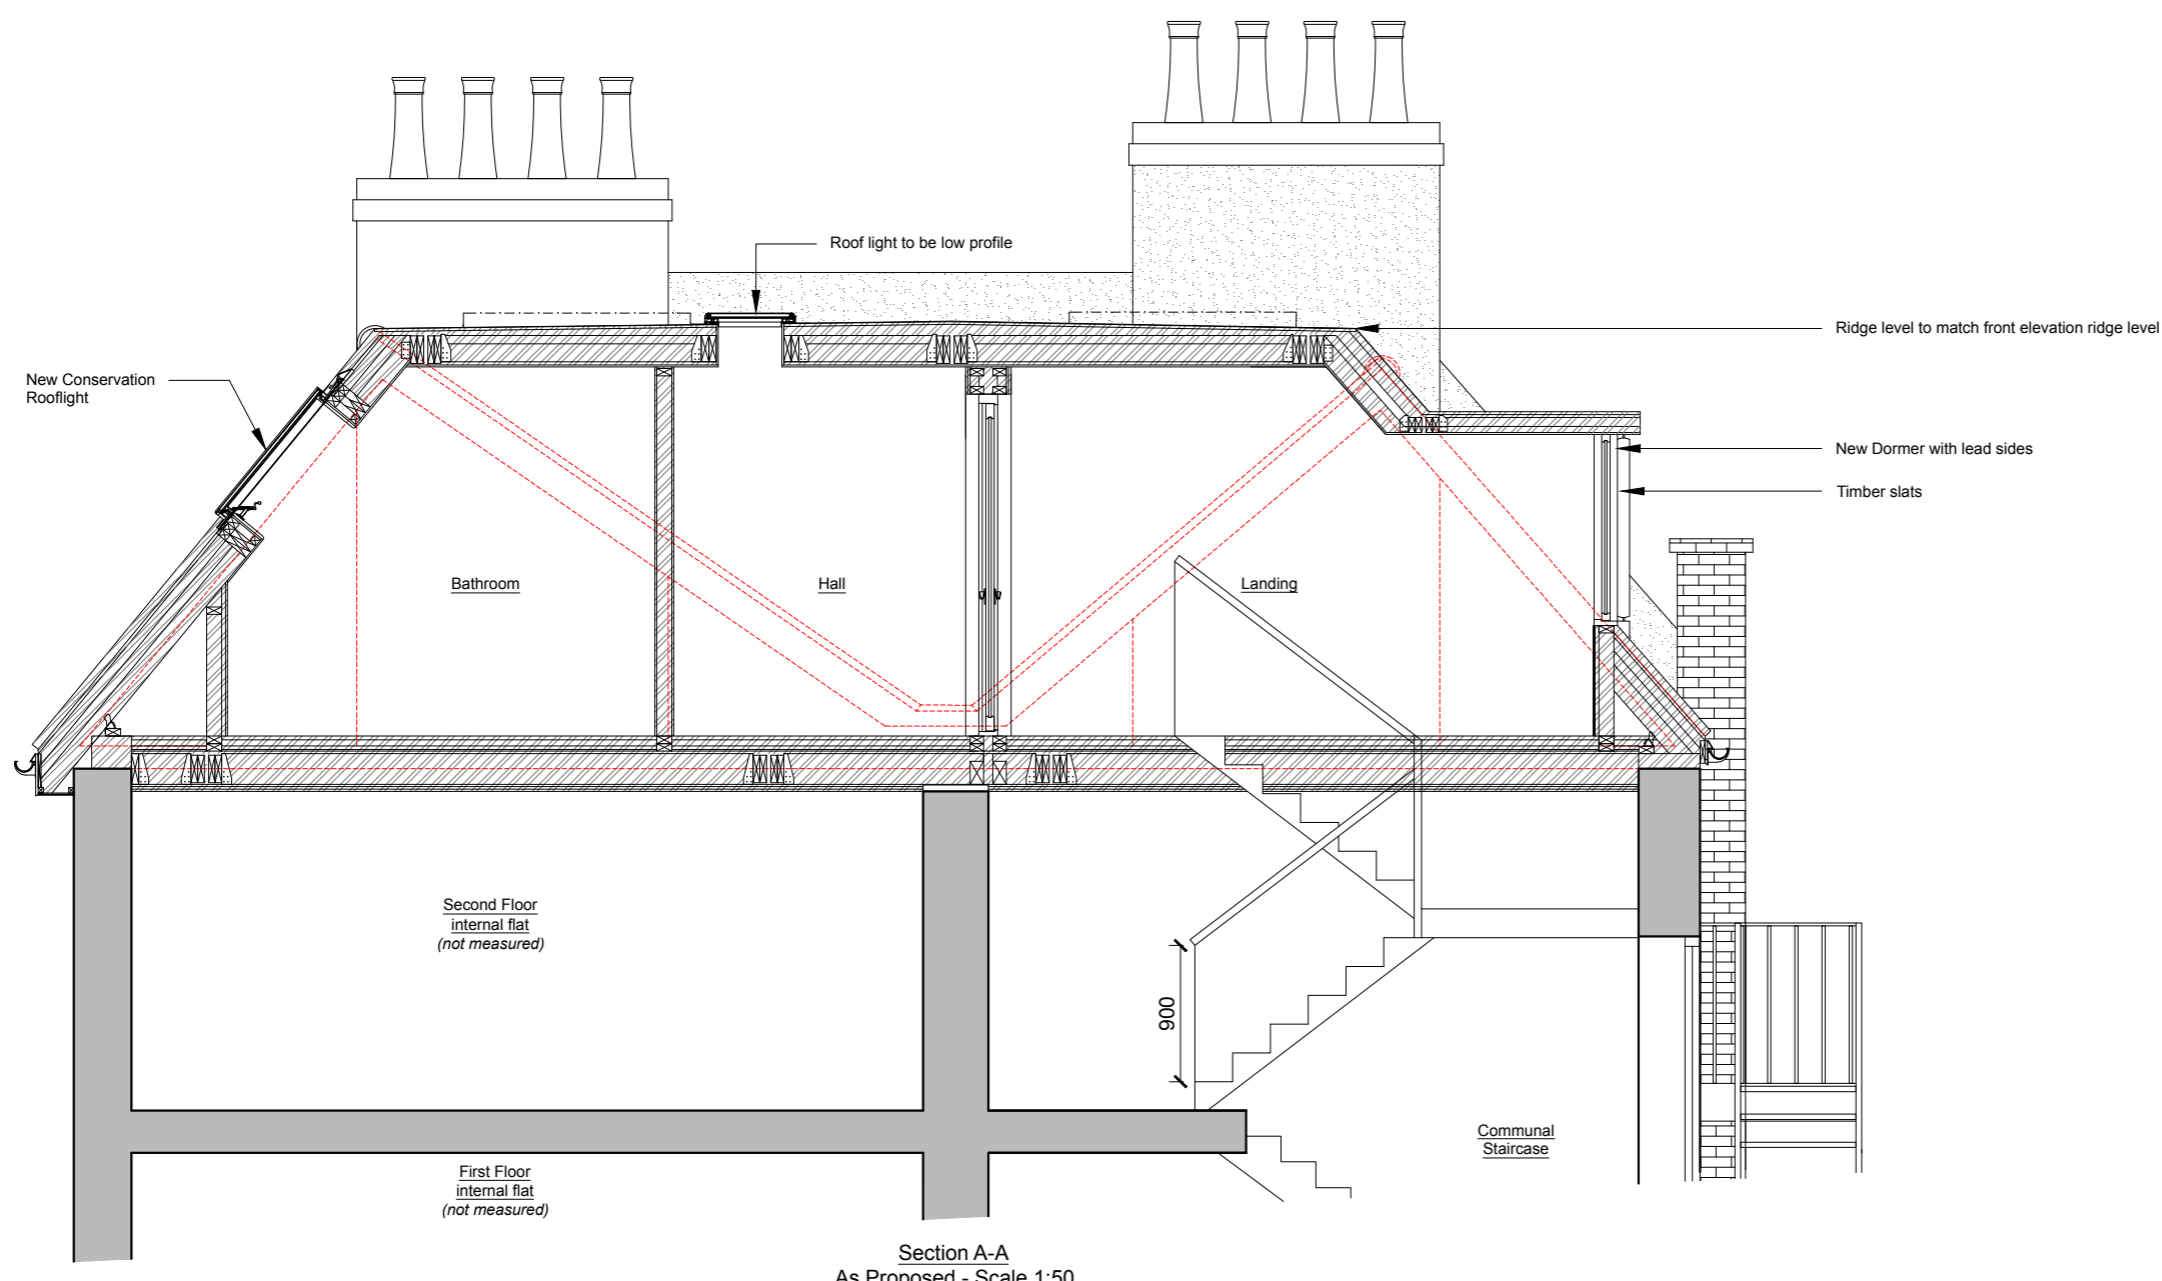 Roof light to be low profile
Ridge level to match front elevation ridge level
New Conservation
Rooflight
New Dormer with lead sides
Timber slats
Bathroom
Hall
Landing
Second Floor
internal flat
(not measured)
900
Communal
Staircase
First Floor
internal flat
(not measured)
Section A-A
As Proposed - Scale 1:50